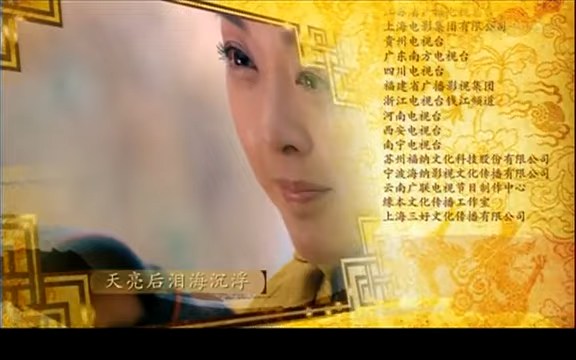 上海电影集团有限公司
贵州电视台
广东南方电视台
四川电视台
福建省广播影视集团
浙江电视台钱江频道
河南电视台
西安电视台
南宁电视台
苏州福纳文化科技股份有限公司
宁波海纳影视文化传播有限公司
云南广联电视节目制作中心
缘本文化传播工作室
上海三好文化传播有限公司
天亮后泪海沉浮】